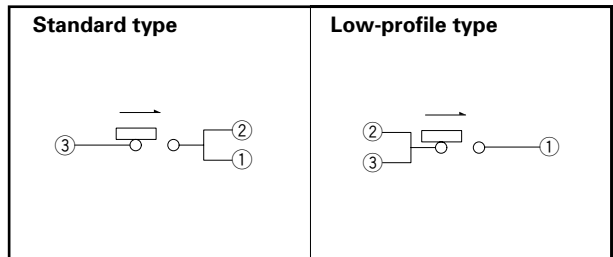 Standard type
Low-profile type
③ ② ①
② ③ ①